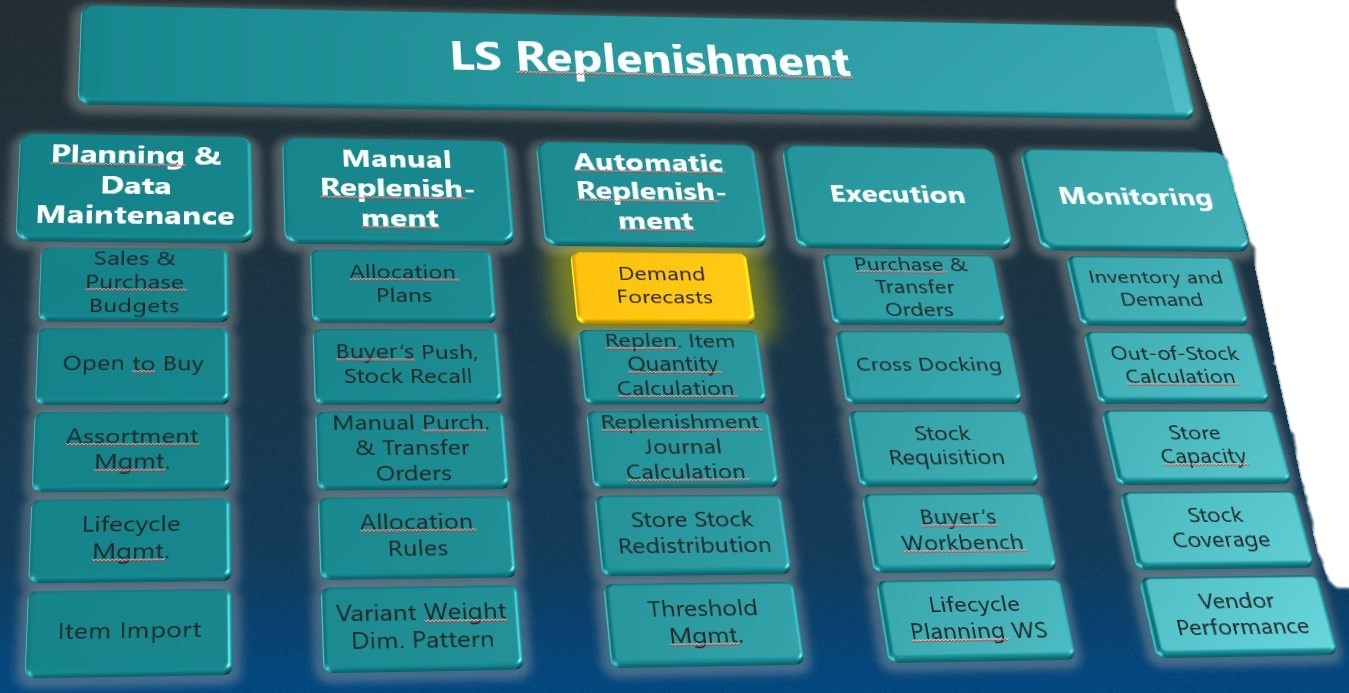 LS Replenishment
Planning &
Data
Maintenance
Sales &
Purchase
Budgets
Open to Buy
Assortment
Mgmt.
Lifecycle
Mgmt.
Item Import
Manual
Replenish-
ment
Allocation
Plans
Buyer's Push,
Stock Recall
Manual Purch.
& Transfer
Orders
Allocation
Rules
Variant Weight
Dim. Pattern
Automatic
Replenish-
ment
Demand
Forecasts
Replen. Item
Quantity
Calculation
Replenishment
Journal
Calculation
Store Stock
Redistribution
Threshold
Mgmt.
Execution
Purchase &
Transfer
Orders
Cross Docking
Stock
Requisition
Buyer's
Workbench
Lifecycle
Planning WS
Monitoring
Inventory and
Demand
Out-of-Stock
Calculation
Store
Capacity
Stock
Coverage
Vendor
Performance